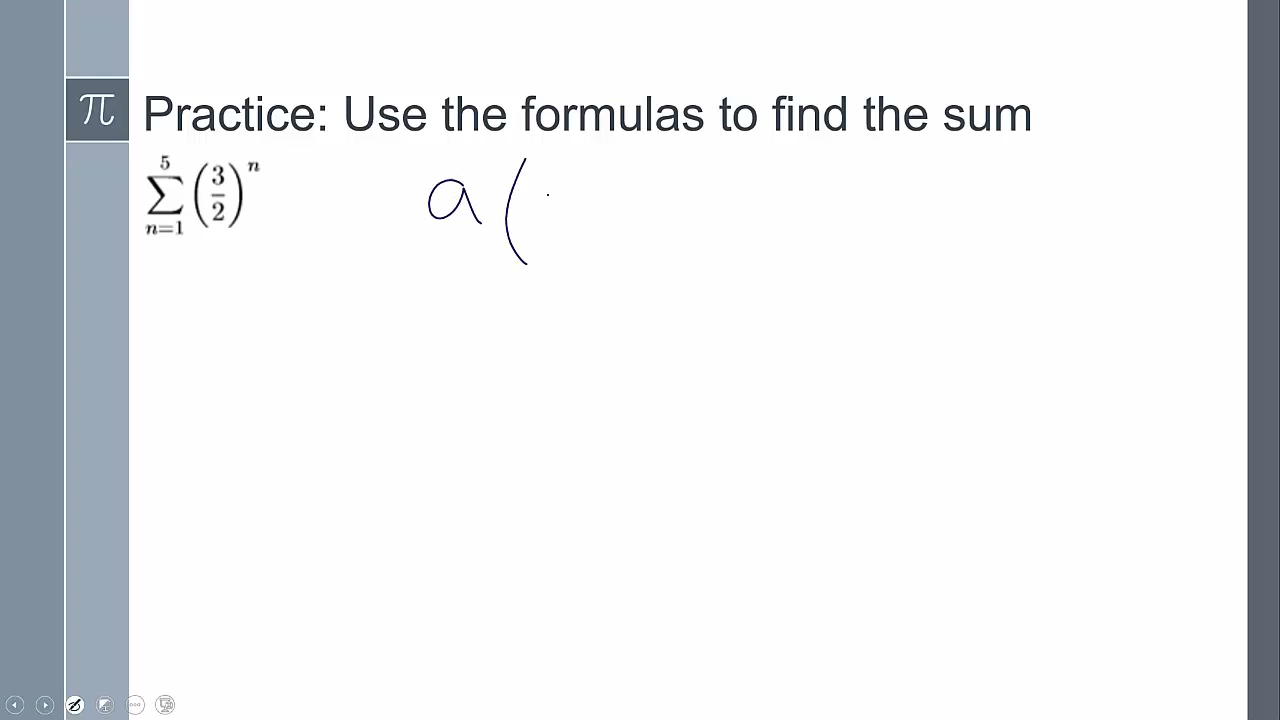 π
Practice: Use the formulas to find the sum
5
∑ (3/2)^n a (
n=1